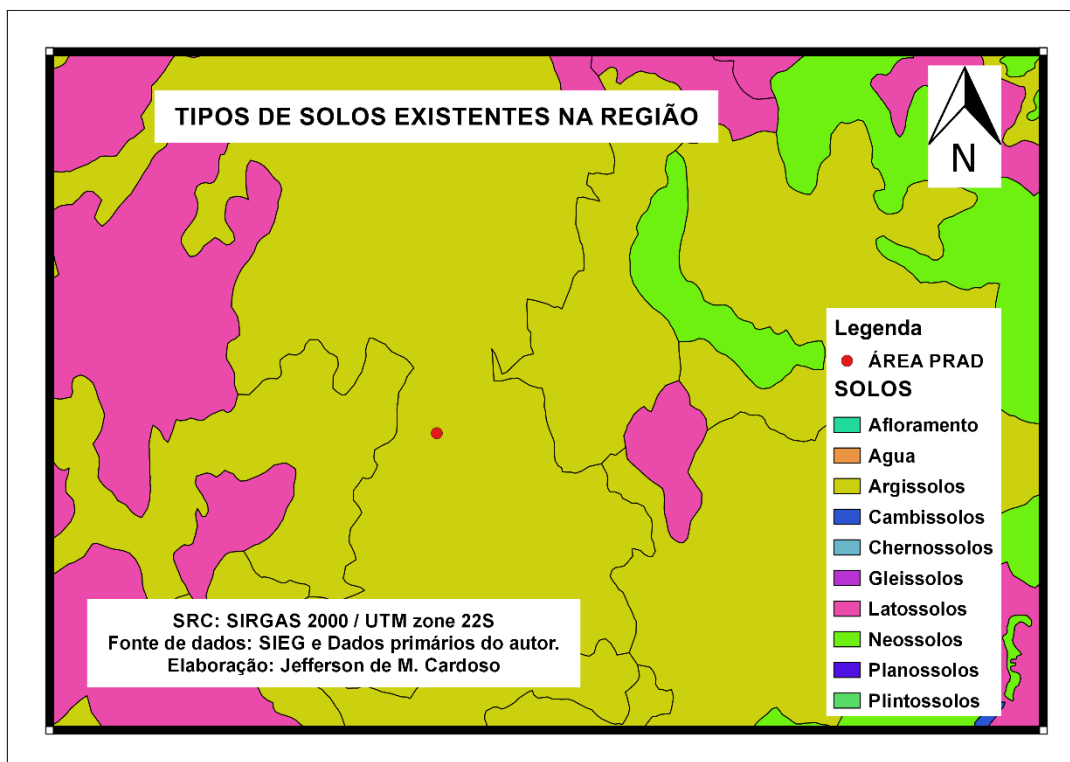 TIPOS DE SOLOS EXISTENTES NA REGIÃO
N
Legenda
ÁREA PRAD
SOLOS
Afloramento
Agua
Argissolos
Cambissolos
Chernossolos
Gleissolos
Latossolos
Neossolos
Planossolos
Plintossolos
SRC: SIRGAS 2000 / UTM zone 22S
Fonte de dados: SIEG e Dados primários do autor.
Elaboração: Jefferson de M. Cardoso